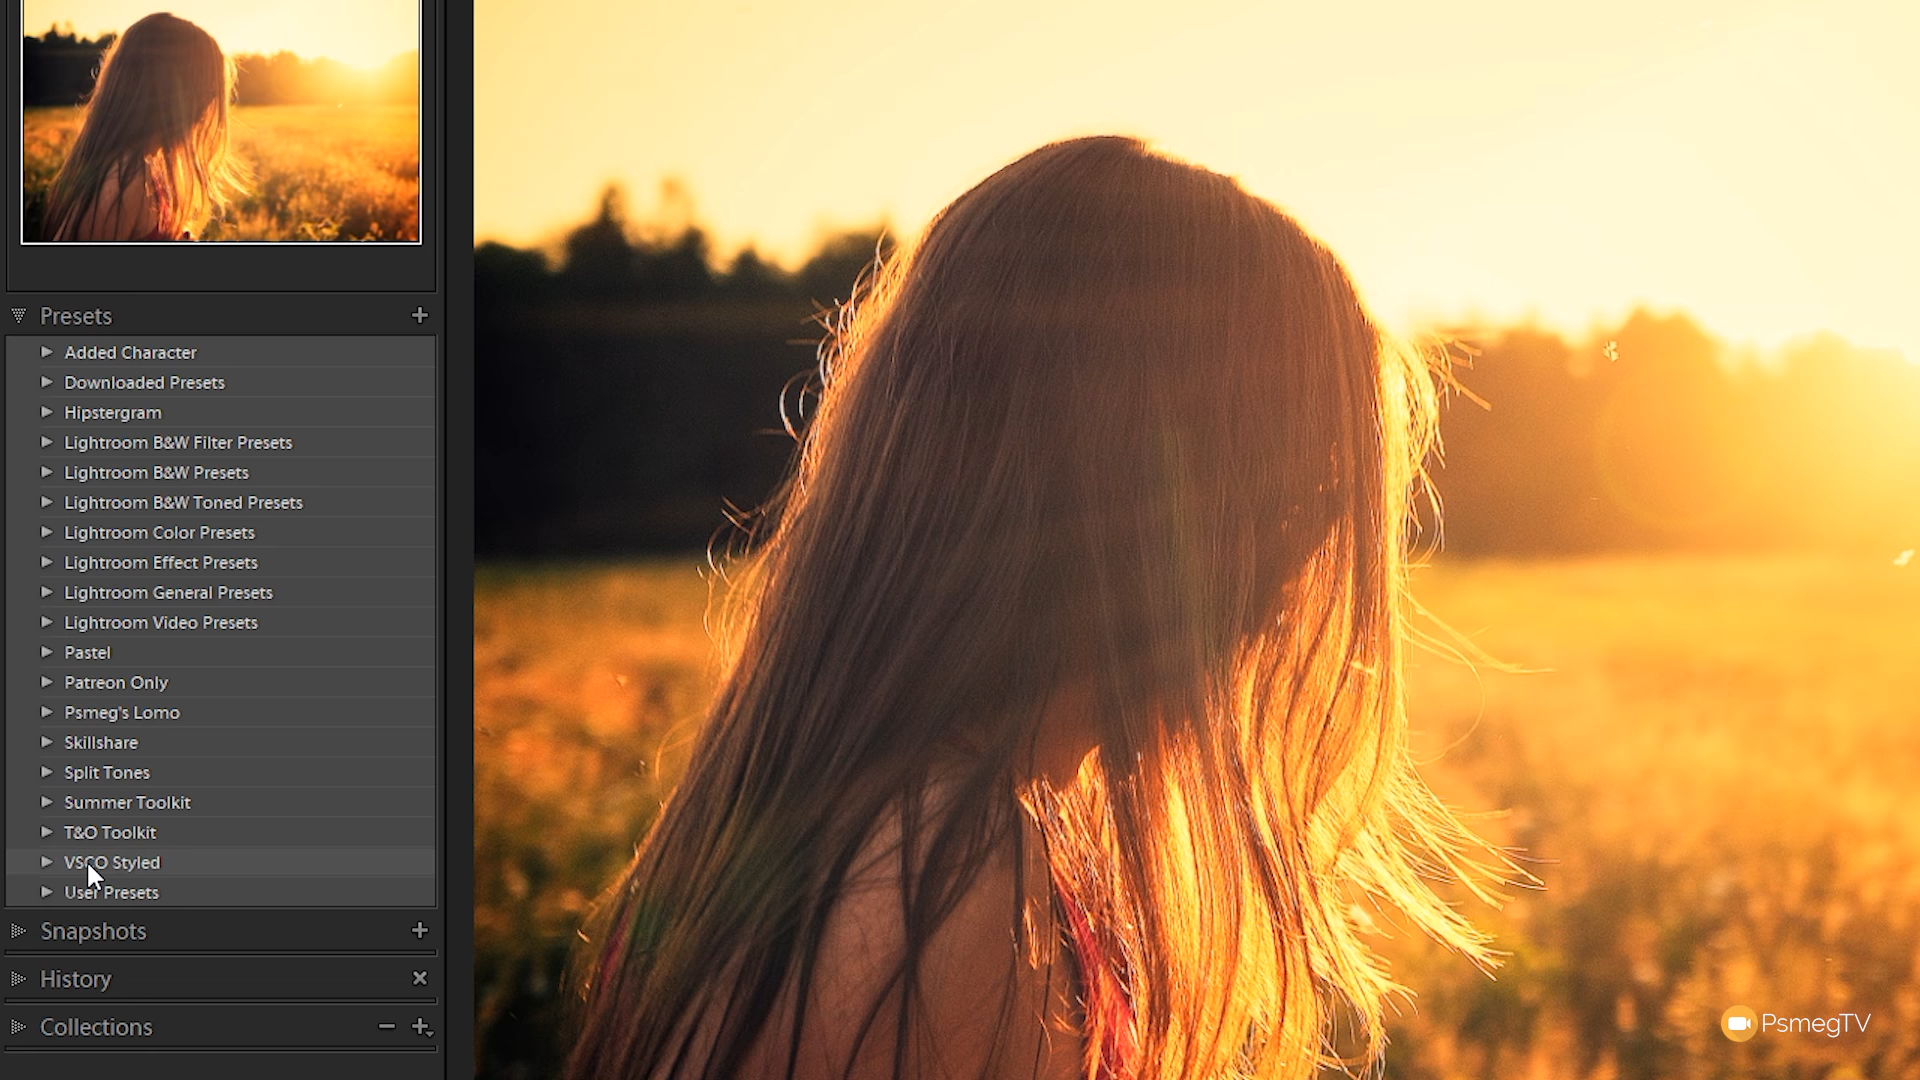 Presets
Added Character
Downloaded Presets
Hipstergram
Lightroom B&W Filter Presets
Lightroom B&W Presets
Lightroom B&W Toned Presets
Lightroom Color Presets
Lightroom Effect Presets
Lightroom General Presets
Lightroom Video Presets
Pastel
Patreon Only
Psmeg's Lomo
Skillshare
Split Tones
Summer Toolkit
T&O Toolkit
VSCO Styled
User Presets
Snapshots
History
Collections
PsmegTV